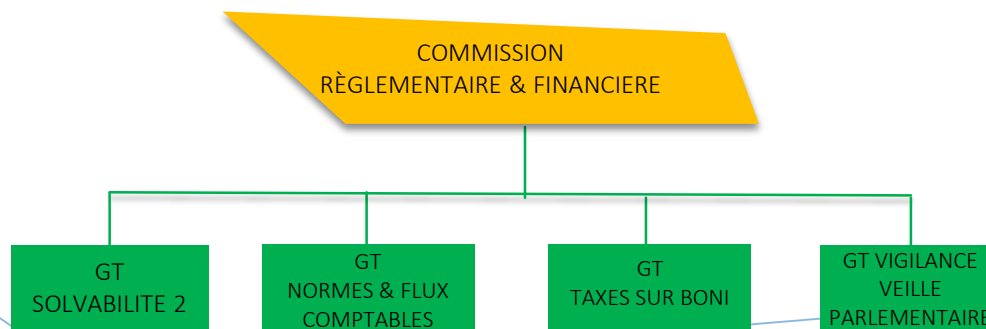 COMMISSION
RÈGLEMENTAIRE & FINANCIERE
GT
SOLVABILITE 2
GT
NORMES & FLUX
COMPTABLES
GT
TAXES SUR BONI
GT VIGILANCE
VEILLE
PARLEMENTAIRE